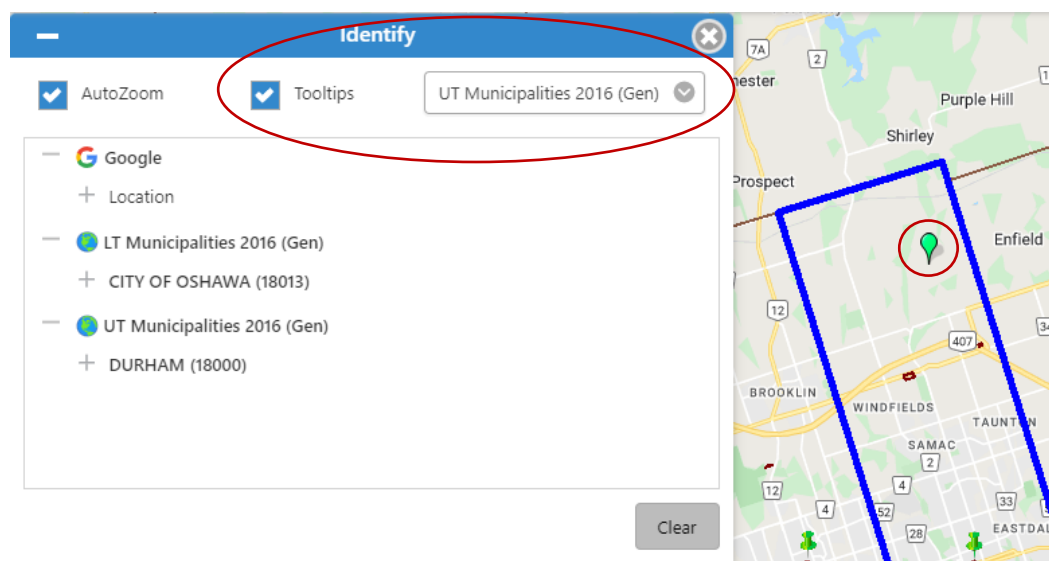 Identify
AutoZoom
Tooltips
UT Municipalities 2016 (Gen)
Google
Location
LT Municipalities 2016 (Gen)
CITY OF OSHAWA (18013)
UT Municipalities 2016 (Gen)
DURHAM (18000)
Clear
7A
2
Purple Hill
Shirley
Prospect
Enfield
12
407
BROOKLIN
WINDFIELDS
TAUNTON
SAMAC
2
12
4
4
52
33
28